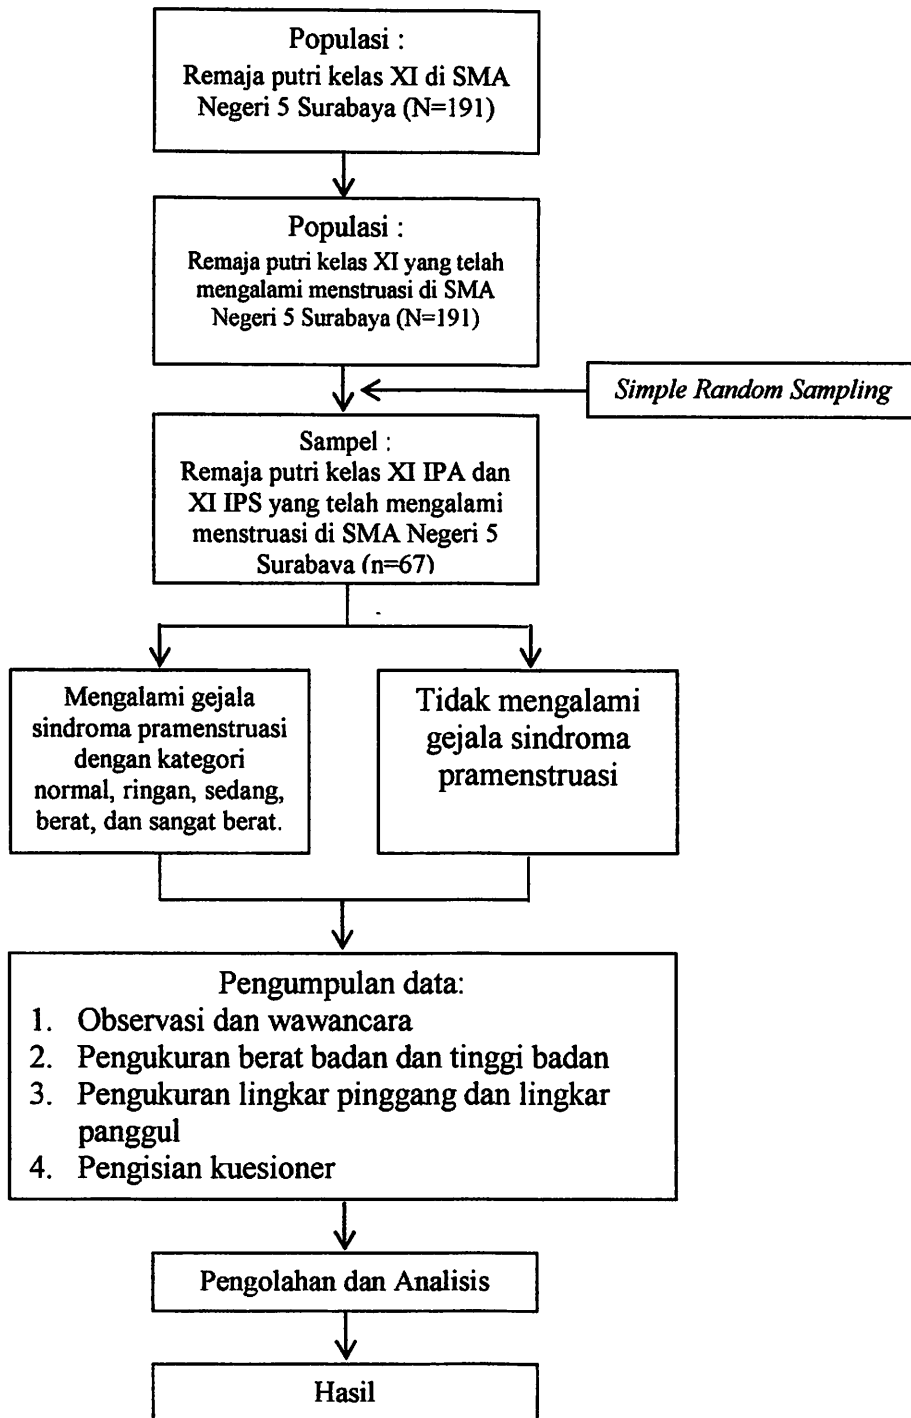 Populasi :
Remaja putri kelas XI di SMA
Negeri 5 Surabaya (N=191)
Populasi :
Remaja putri kelas XI yang telah
mengalami menstruasi di SMA
Negeri 5 Surabaya (N=191)
Simple Random Sampling
Sampel :
Remaja putri kelas XI IPA dan
XI IPS yang telah mengalami
menstruasi di SMA Negeri 5
Surabaya (n=67)
Mengalami gejala
sindroma pramenstruasi
dengan kategori
normal, ringan, sedang,
berat, dan sangat berat.
Tidak mengalami
gejala sindroma
pramenstruasi
Pengumpulan data:
1. Observasi dan wawancara
2. Pengukuran berat badan dan tinggi badan
3. Pengukuran lingkar pinggang dan lingkar
panggul
4. Pengisian kuesioner
Pengolahan dan Analisis
Hasil